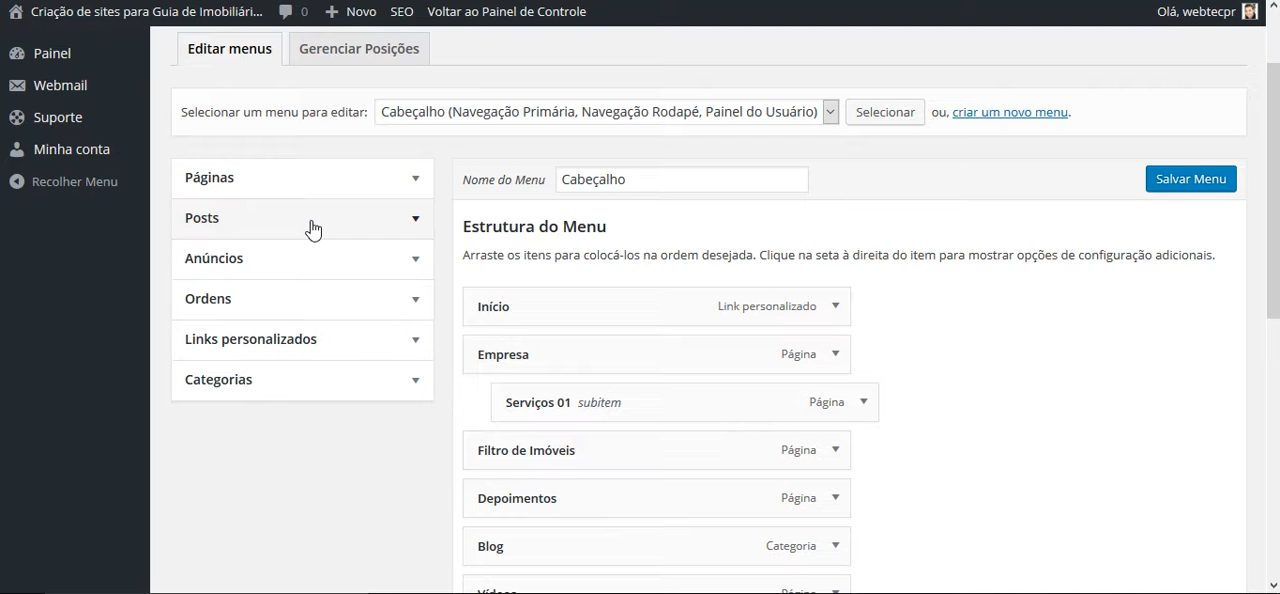 Criação de sites para Guia de Imobiliári... 0 Novo SEO Voltar ao Painel de Controle Olá, webtecpr
Painel
Webmail
Suporte
Minha conta
Recolher Menu
Editar menus Gerenciar Posições
Selecionar um menu para editar: Cabeçalho (Navegação Primária, Navegação Rodapé, Painel do Usuário) Selecionar ou, criar um novo menu.
Páginas
Posts
Anúncios
Ordens
Links personalizados
Categorias
Nome do Menu Cabeçalho Salvar Menu
Estrutura do Menu
Arraste os itens para colocá-los na ordem desejada. Clique na seta à direita do item para mostrar opções de configuração adicionais.
Início Link personalizado
Empresa Página
Serviços 01 subitem Página
Filtro de Imóveis Página
Depoimentos Página
Blog Categoria
Vídeos Página